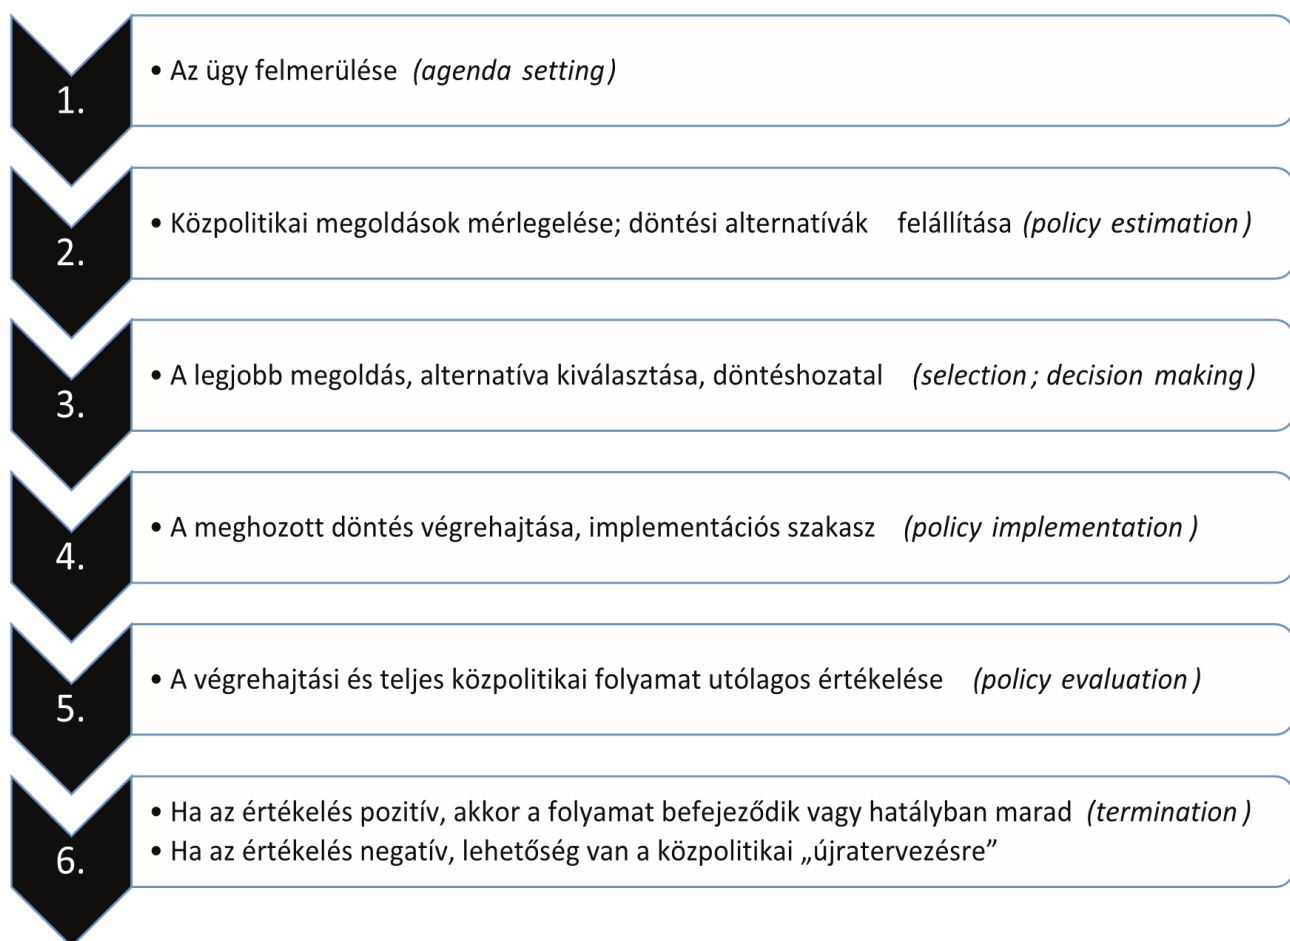 1.
• Az ügy felmerülése (agenda setting)
2.
• Közpolitikai megoldások mérlegelése; döntési alternatívák felállítása (policy estimation)
3.
• A legjobb megoldás, alternatíva kiválasztása, döntéshozatal (selection; decision making)
4.
• A meghozott döntés végrehajtása, implementációs szakasz (policy implementation)
5.
• A végrehajtási és teljes közpolitikai folyamat utólagos értékelése (policy evaluation)
6.
• Ha az értékelés pozitív, akkor a folyamat befejeződik vagy hatályban marad (termination)
• Ha az értékelés negatív, lehetőség van a közpolitikai „újratervezésre”